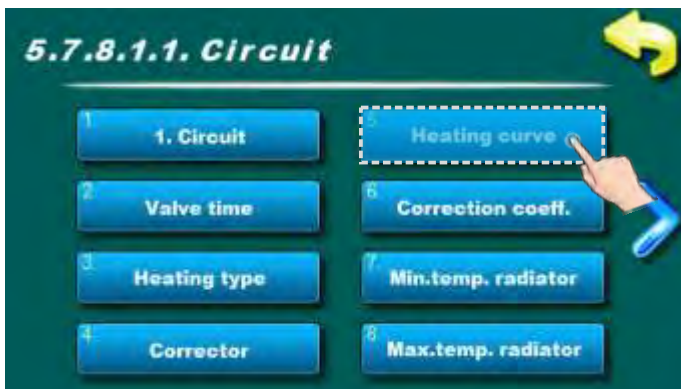 5.7.8.1.1. Circuit
1
1. Circuit
2
Valve time
3
Heating type
4
Corrector
5
Heating curve
6
Correction coeff.
7
Min.temp. radiator
8
Max.temp. radiator